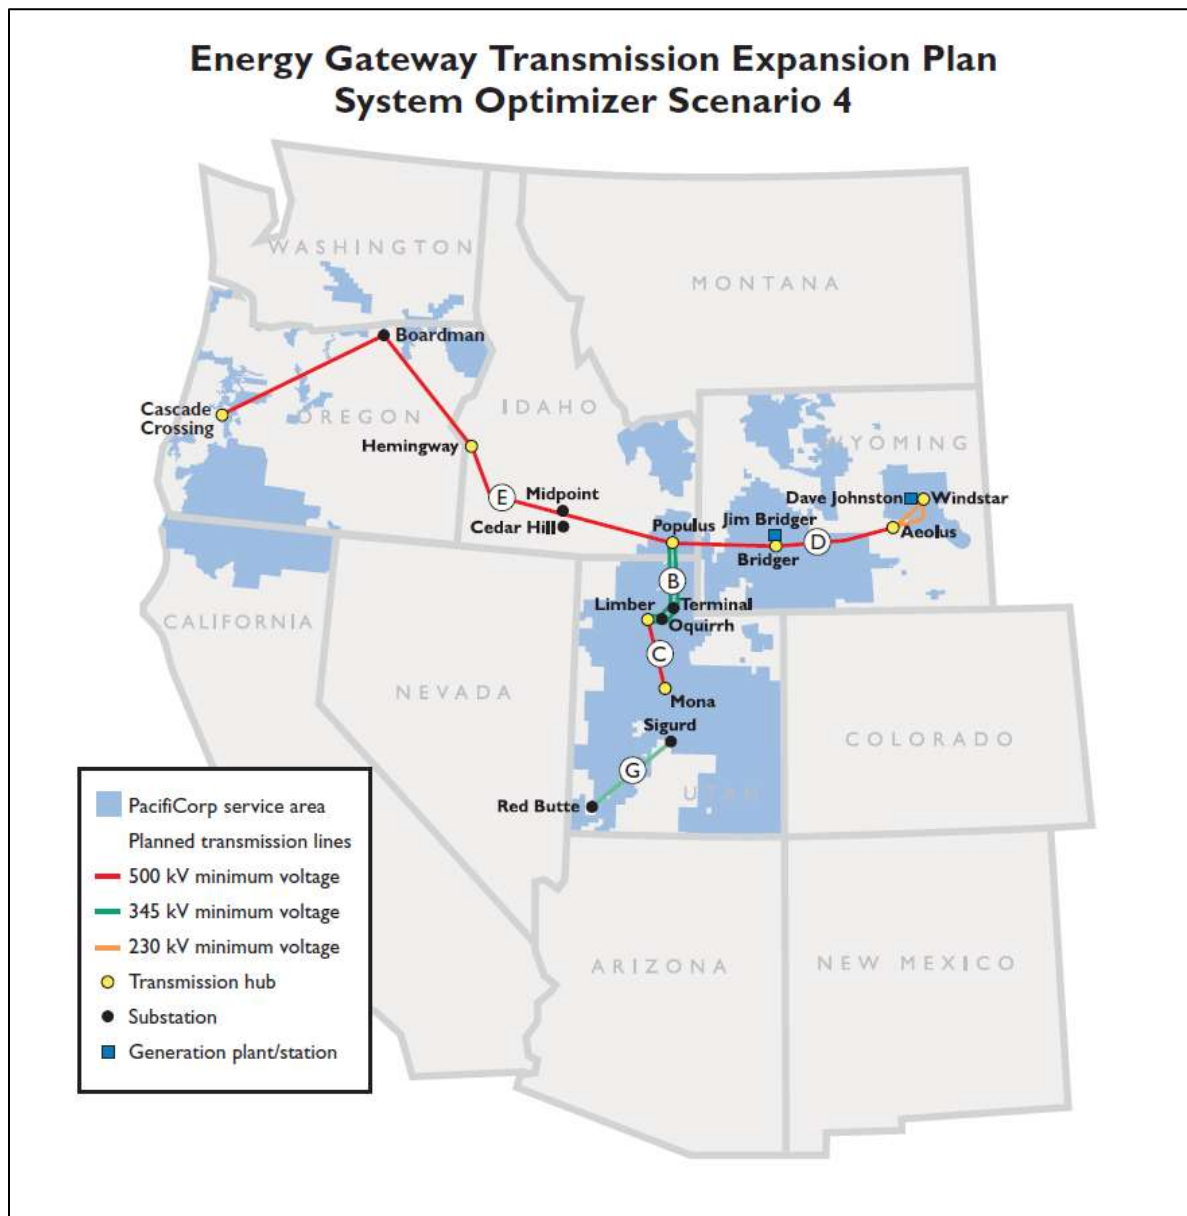 Energy Gateway Transmission Expansion Plan
System Optimizer Scenario 4
WASHINGTON
MONTANA
Boardman
Cascade
Crossing
OREGON
IDAHO
WYOMING
Hemingway
E
Midpoint
Cedar Hill
Dave Johnston
Windstar
Populus
Jim Bridger
D
Aeolus
Bridger
B
Limber
Terminal
Oquirrh
CALIFORNIA
C
NEVADA
Mona
Sigurd
COLORADO
G
UTAH
Red Butte
PacifiCorp service area
Planned transmission lines
500 kV minimum voltage
345 kV minimum voltage
230 kV minimum voltage
Transmission hub
Substation
Generation plant/station
ARIZONA
NEW MEXICO